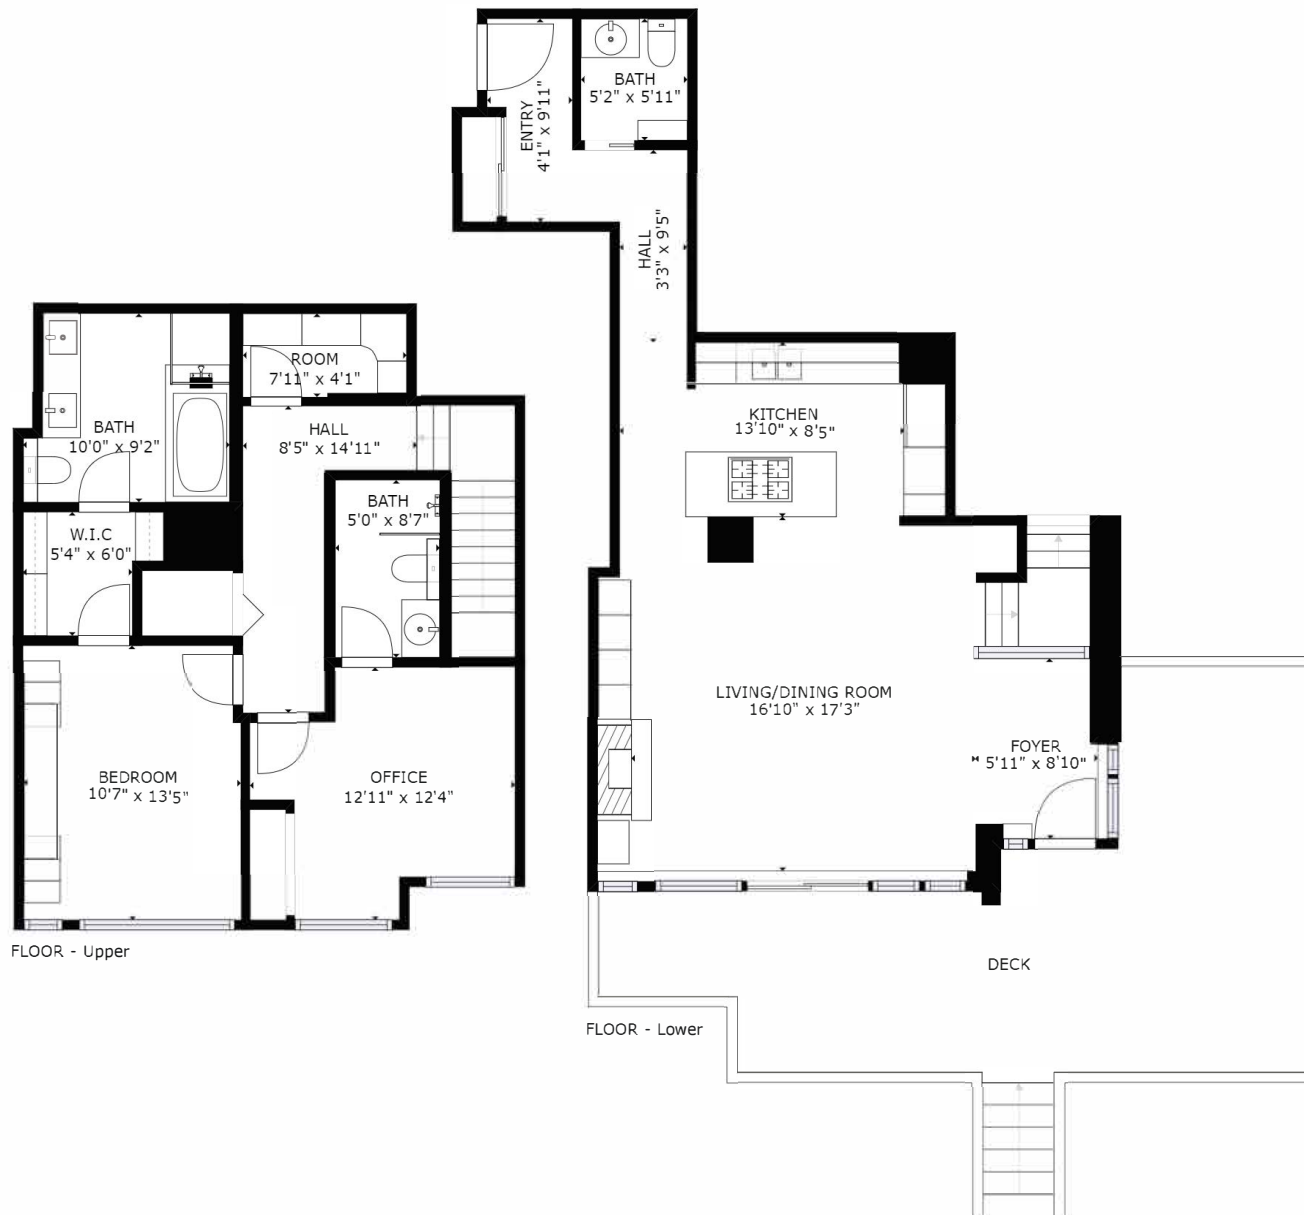 BATH
5'2" x 5'11"
ENTRY
4'1" x 9'11"
HALL
3'3" x 9'5"
ROOM
7'11" x 4'1"
BATH
10'0" x 9'2"
HALL
8'5" x 14'11"
KITCHEN
13'10" x 8'5"
BATH
5'0" x 8'7"
W.I.C
5'4" x 6'0"
LIVING/DINING ROOM
16'10" x 17'3"
FOYER
5'11" x 8'10"
BEDROOM
10'7" x 13'5"
OFFICE
12'11" x 12'4"
FLOOR - Upper
DECK
FLOOR - Lower